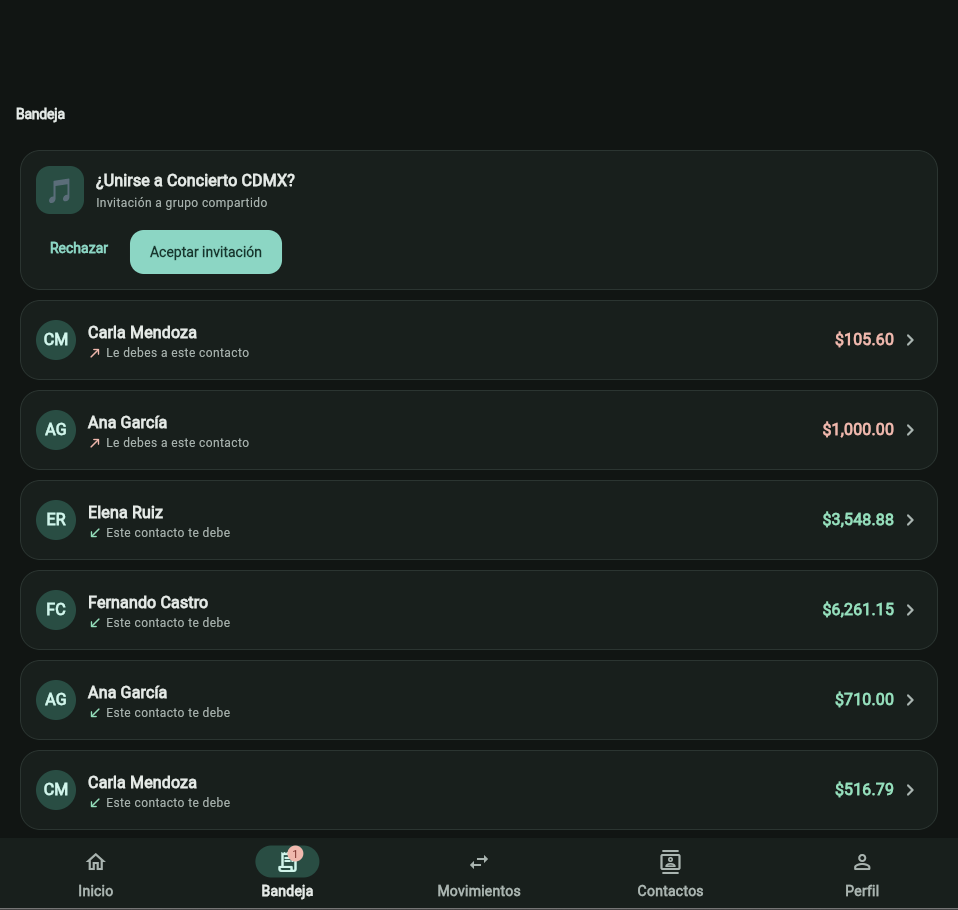 Bandeja
¿Unirse a Concierto CDMX?
Invitación a grupo compartido
Rechazar
Aceptar invitación
CM
Carla Mendoza
Le debes a este contacto
$105.60
AG
Ana García
Le debes a este contacto
$1,000.00
ER
Elena Ruiz
Este contacto te debe
$3,548.88
FC
Fernando Castro
Este contacto te debe
$6,261.15
AG
Ana García
Este contacto te debe
$710.00
CM
Carla Mendoza
Este contacto te debe
$516.79
1
Inicio
Bandeja
Movimientos
Contactos
Perfil